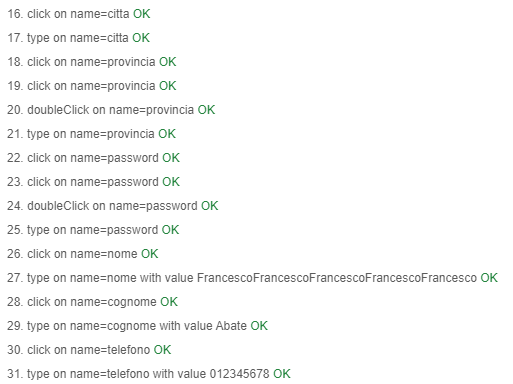 16. click on name=citta OK
17. type on name=citta OK
18. click on name=provincia OK
19. click on name=provincia OK
20. doubleClick on name=provincia OK
21. type on name=provincia OK
22. click on name=password OK
23. click on name=password OK
24. doubleClick on name=password OK
25. type on name=password OK
26. click on name=nome OK
27. type on name=nome with value FrancescoFrancescoFrancescoFrancescoFrancesco OK
28. click on name=cognome OK
29. type on name=cognome with value Abate OK
30. click on name=telefono OK
31. type on name=telefono with value 012345678 OK